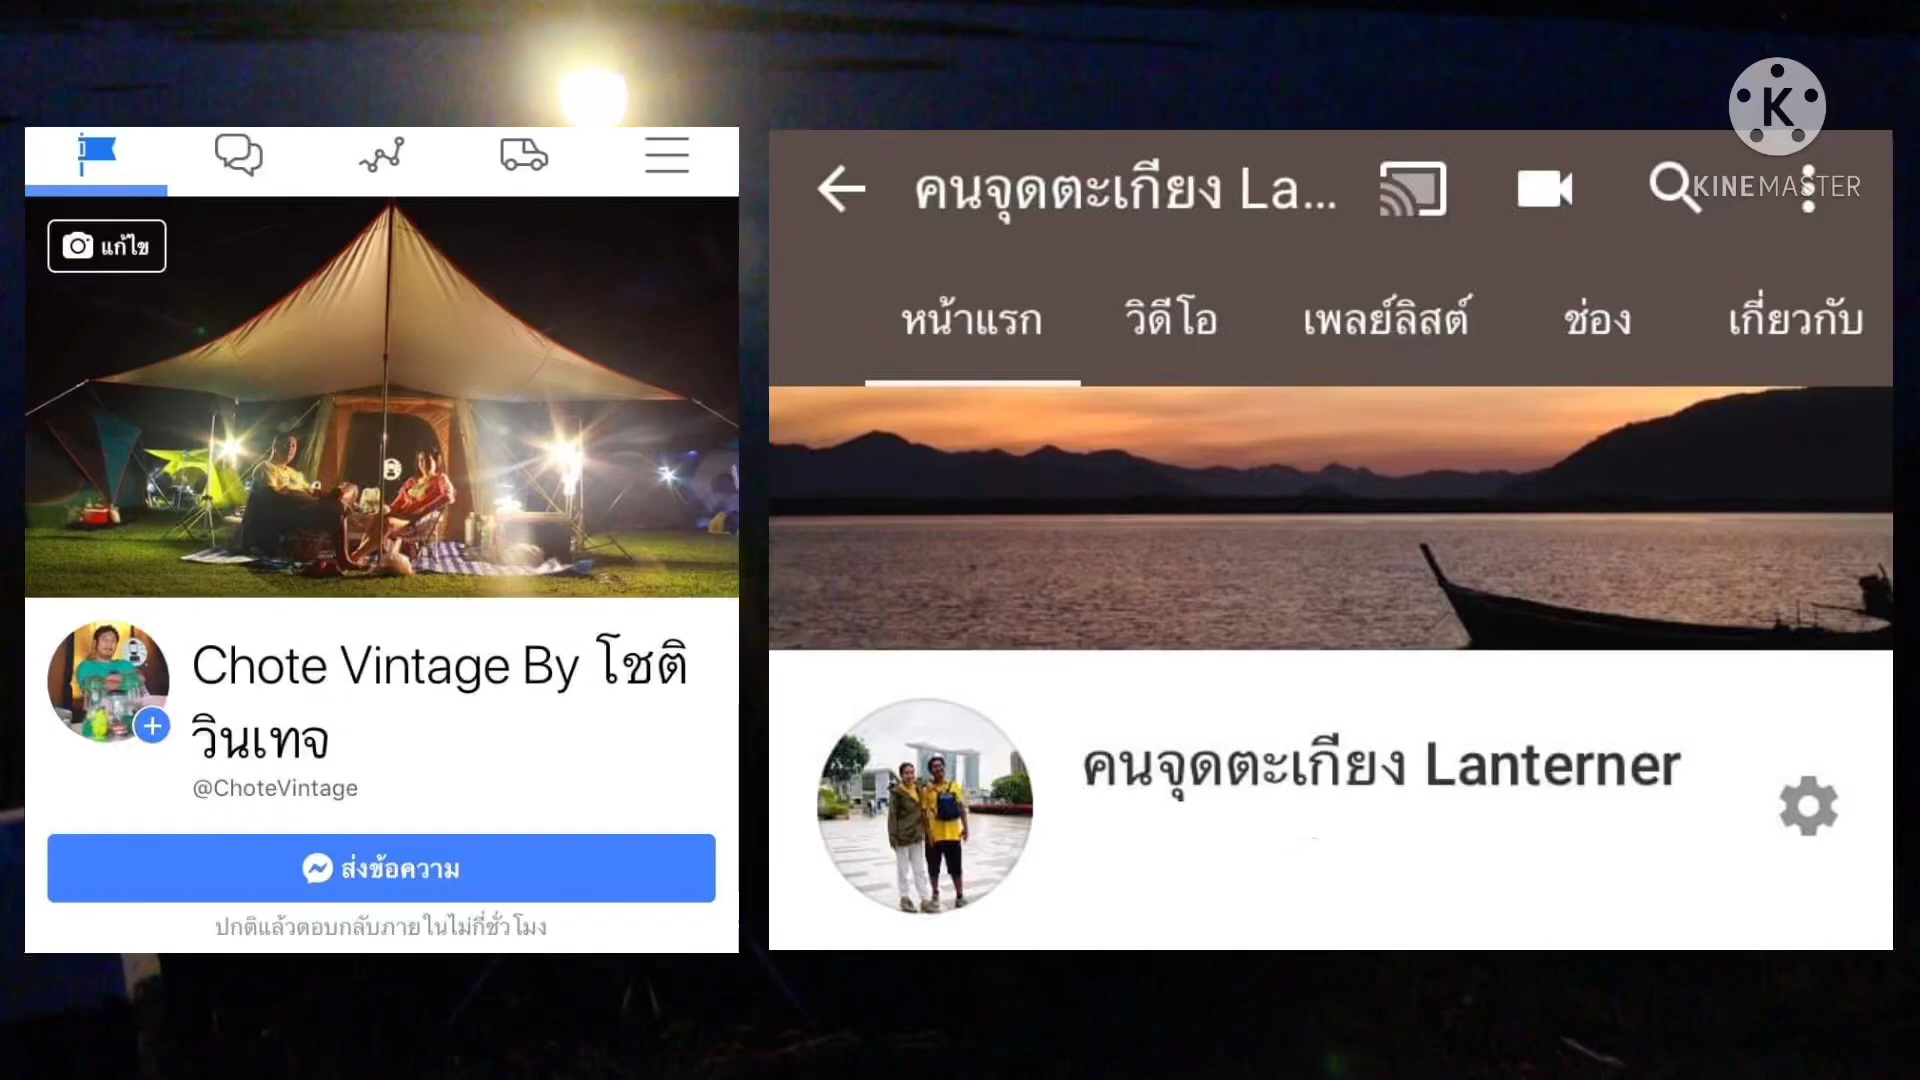 แก้ไข
Chote Vintage By โชติ
วินเทจ
@ChoteVintage
ส่งข้อความ
ปกติแล้วตอบกลับภายในไม่กี่ชั่วโมง
คนจุดตะเกียง La...
K
KINEMASTER
หน้าแรก วิดีโอ เพลย์ลิสต์ ช่อง เกี่ยวกับ
คนจุดตะเกียง Lanterner